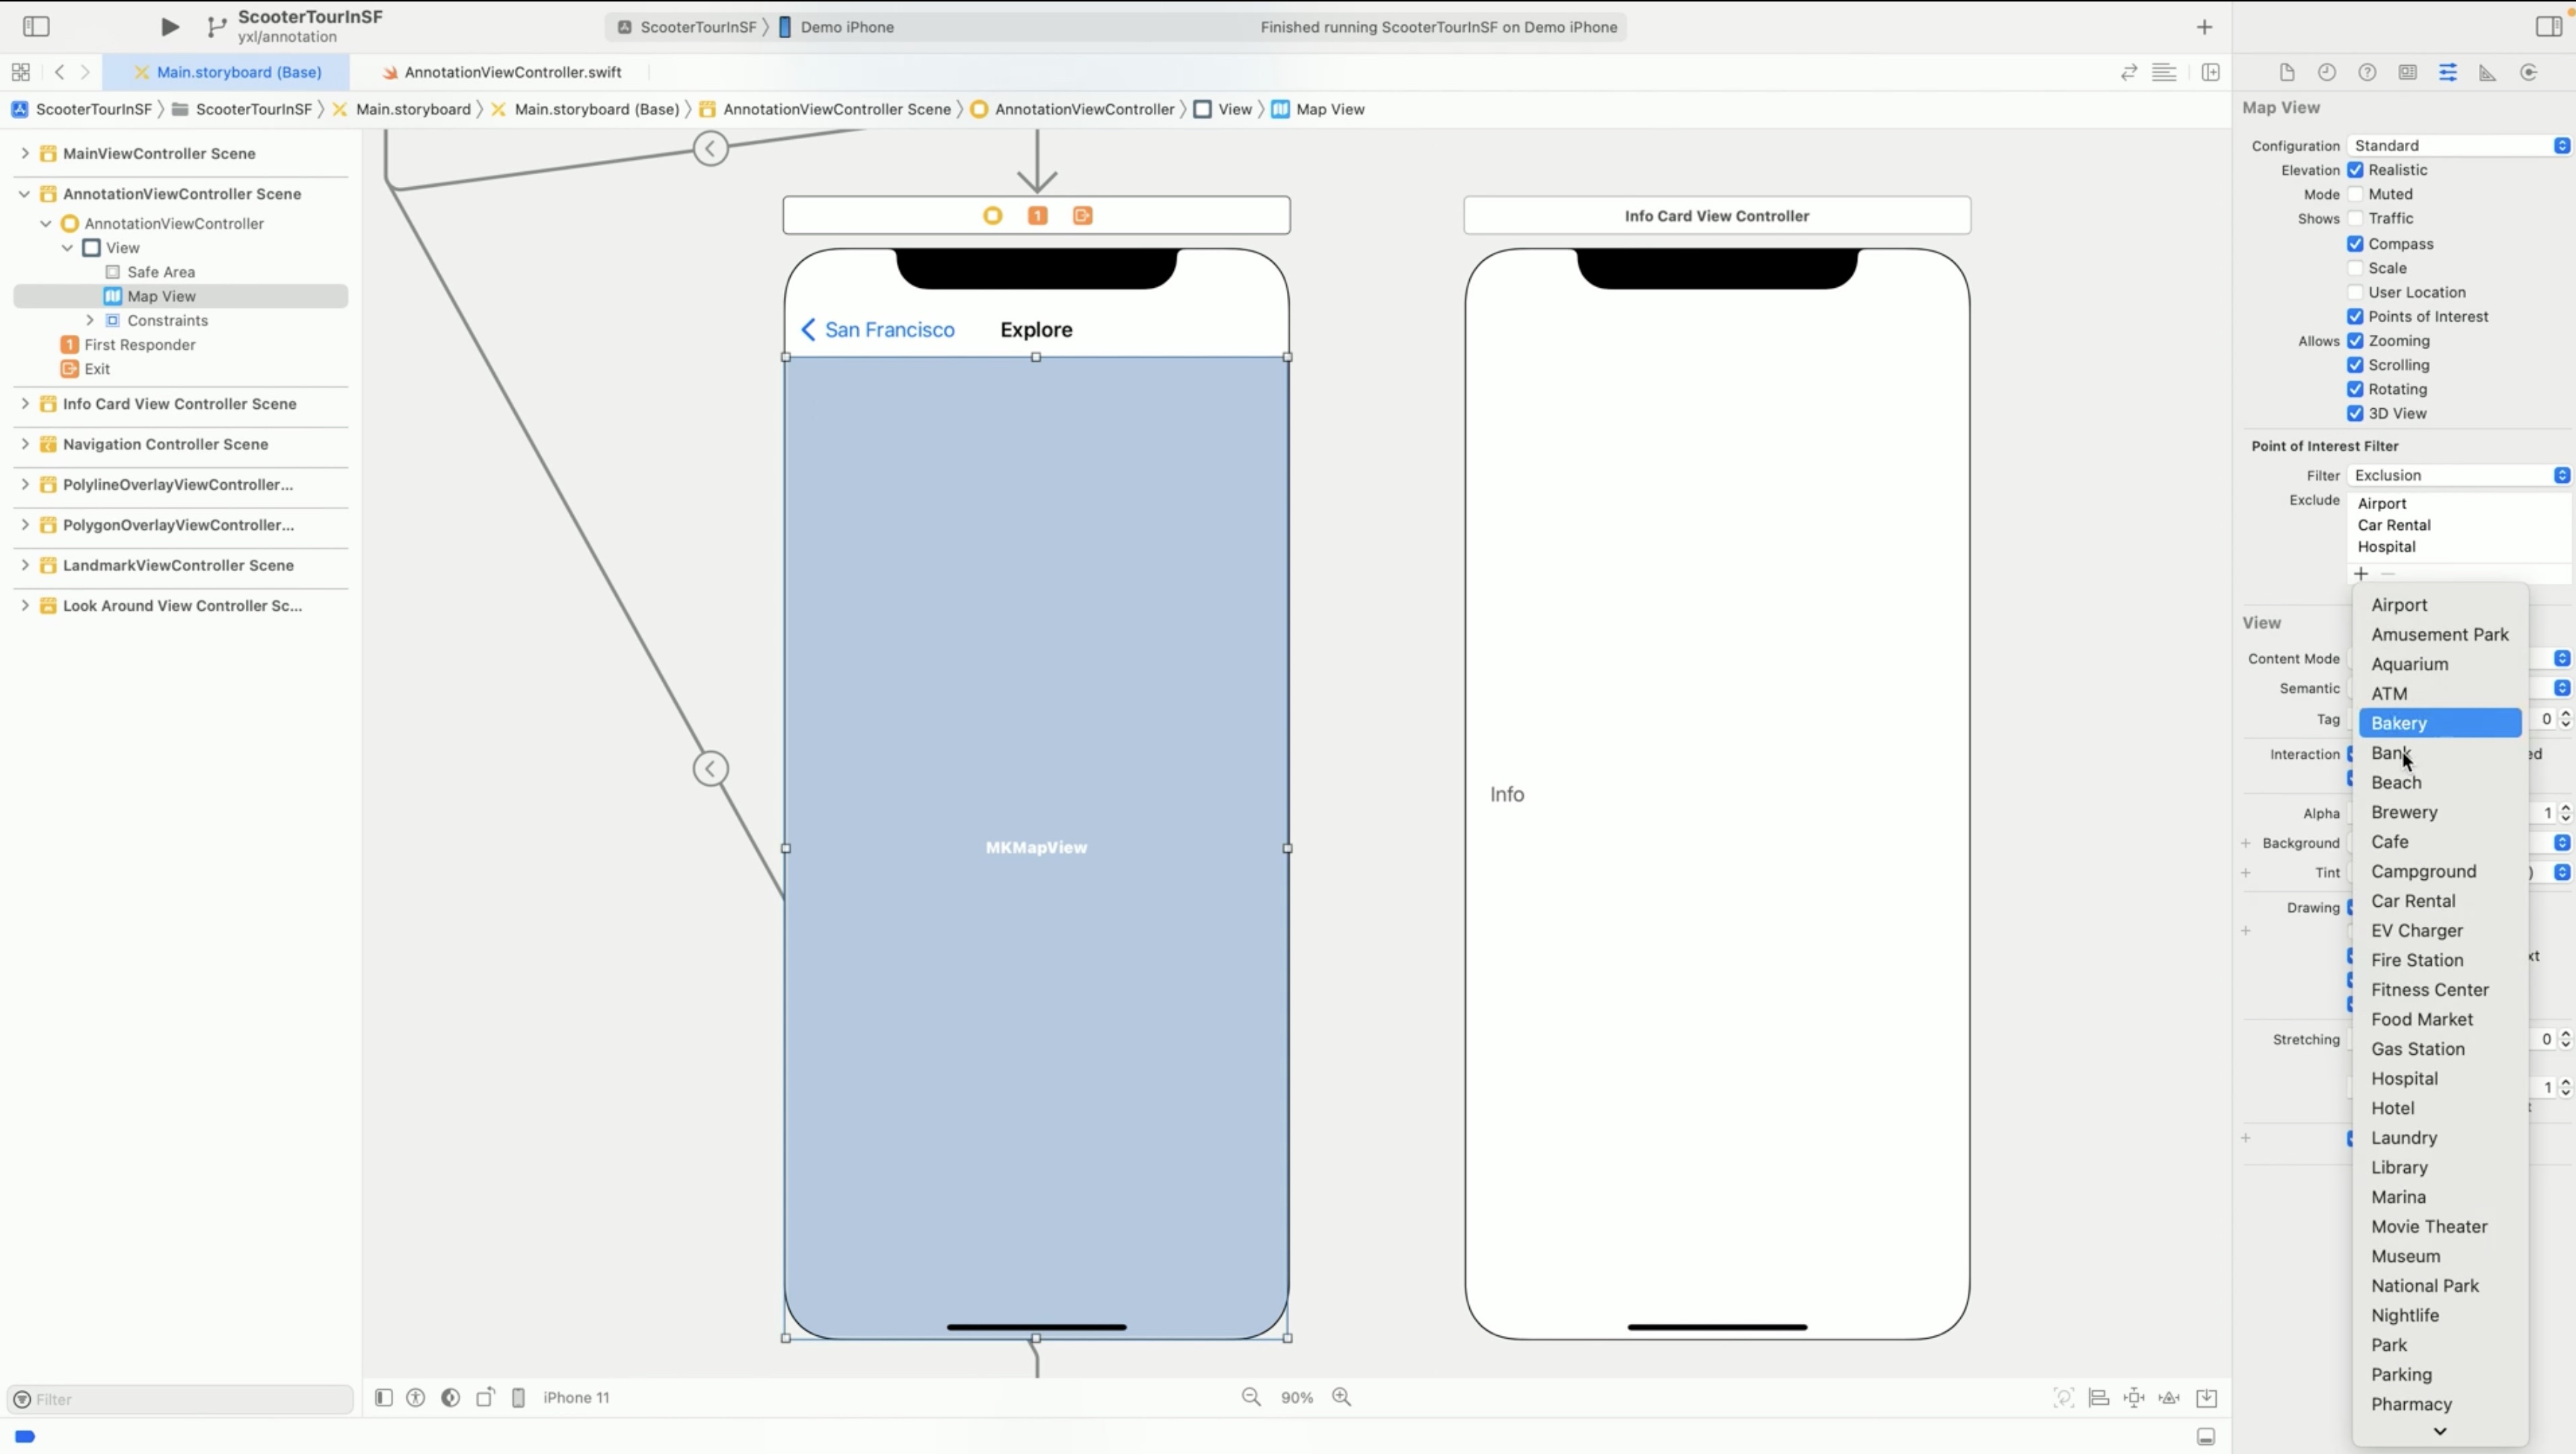 ScooterTourInSF
yxl/annotation
ScooterTourInSF
Demo iPhone
Finished running ScooterTourInSF on Demo iPhone
Main.storyboard (Base)
AnnotationViewController.swift
ScooterTourInSF
ScooterTourInSF
Main.storyboard
Main.storyboard (Base)
AnnotationViewController Scene
AnnotationViewController
View
Map View
MainViewController Scene
AnnotationViewController Scene
AnnotationViewController
View
Safe Area
Map View
Constraints
1 First Responder
Exit
Info Card View Controller Scene
Navigation Controller Scene
PolylineOverlayViewController...
PolygonOverlayViewController...
LandmarkViewController Scene
Look Around View Controller Sc...
Filter
1
San Francisco
Explore
MKMapView
Info Card View Controller
Info
iPhone 11
90%
Map View
Configuration Standard
Elevation Realistic
Mode Muted
Shows Traffic
Compass
Scale
User Location
Points of Interest
Allows Zooming
Scrolling
Rotating
3D View
Point of Interest Filter
Filter Exclusion
Exclude Airport
Car Rental
Hospital
View
Content Mode
Semantic
Tag 0
Interaction ed
Alpha 1
Background
Tint )
Drawing
xt
Stretching 0
1
Airport
Amusement Park
Aquarium
ATM
Bakery
Bank
Beach
Brewery
Cafe
Campground
Car Rental
EV Charger
Fire Station
Fitness Center
Food Market
Gas Station
Hospital
Hotel
Laundry
Library
Marina
Movie Theater
Museum
National Park
Nightlife
Park
Parking
Pharmacy